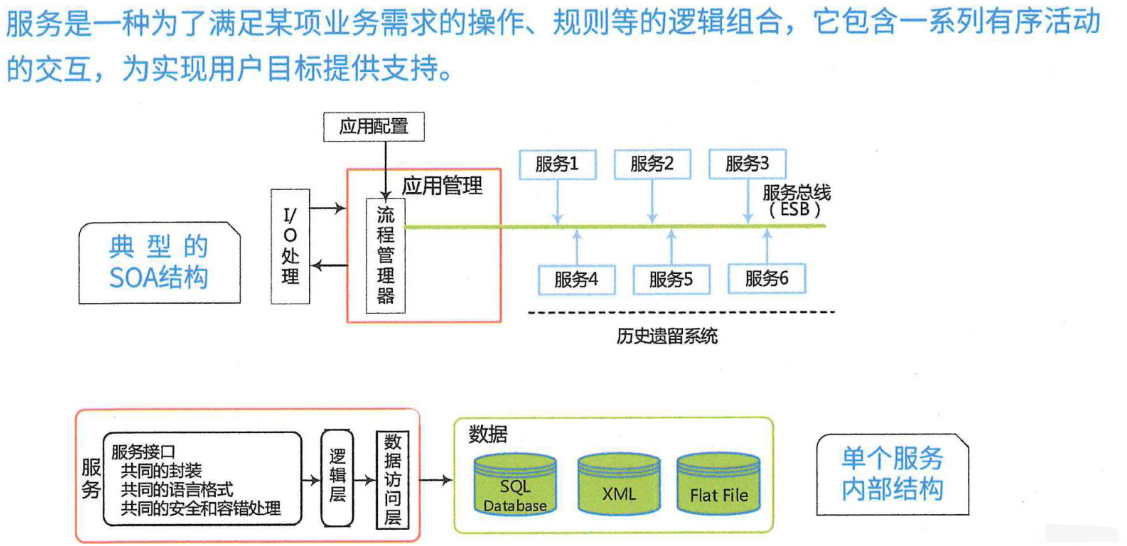 服务是一种为了满足某项业务需求的操作、规则等的逻辑组合，它包含一系列有序活动
的交互，为实现用户目标提供支持。
应用配置
应用管理
服务1
服务2
服务3
服务总线
（ESB）
I/O处理
流程管理器
典型的
SOA结构
服务4
服务5
服务6
历史遗留系统
服务
服务接口
共同的封装
共同的语言格式
共同的安全和容错处理
逻辑层
数据访问层
数据
SQL
Database
XML
Flat File
单个服务
内部结构